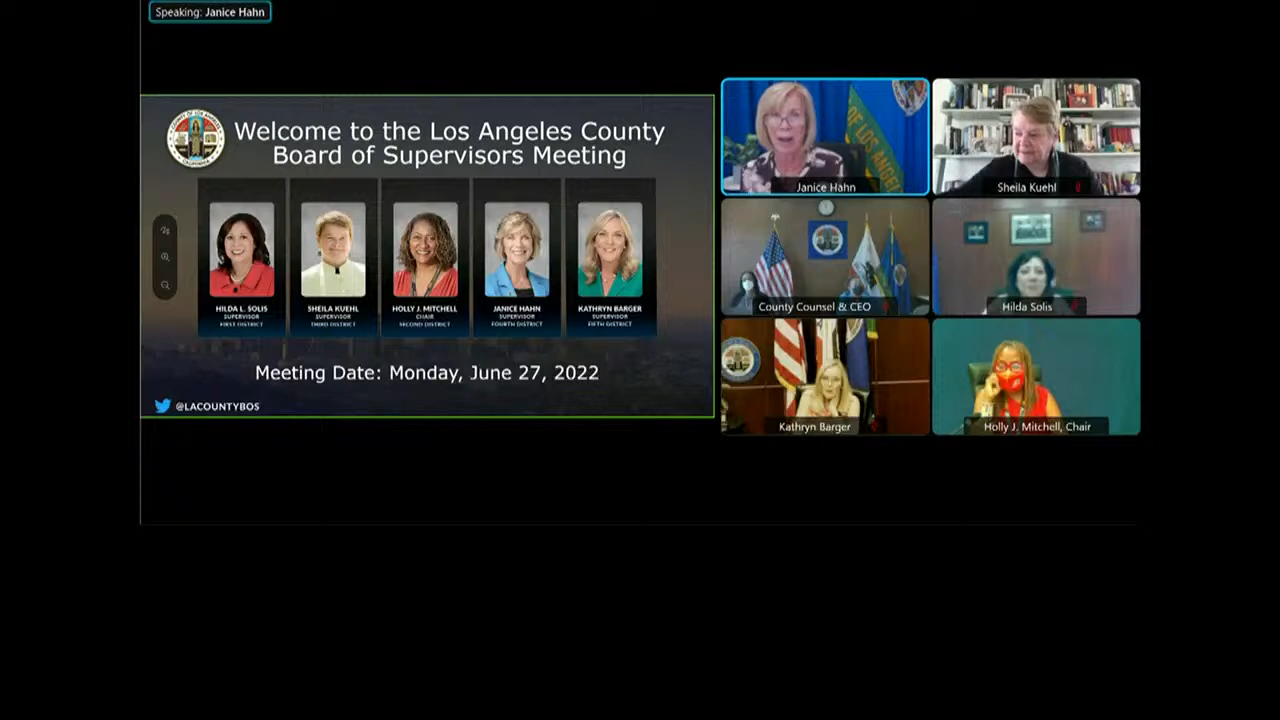 Speaking: Janice Hahn
Welcome to the Los Angeles County
Board of Supervisors Meeting
HILDA L. SOLIS
SUPERVISOR
FIRST DISTRICT
SHEILA KUEHL
SUPERVISOR
THIRD DISTRICT
HOLLY J. MITCHELL
CHAIR
SECOND DISTRICT
JANICE HAHN
SUPERVISOR
FOURTH DISTRICT
KATHRYN BARGER
SUPERVISOR
FIFTH DISTRICT
Meeting Date: Monday, June 27, 2022
@LACOUNTYBOS
OF LOS ANGELES
Janice Hahn
Sheila Kuehl
County Counsel & CEO
Hilda Solis
Kathryn Barger
Holly J. Mitchell, Chair